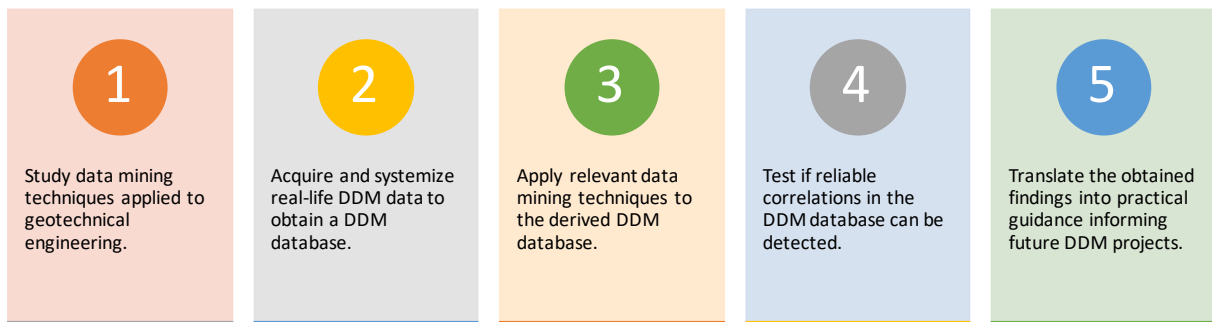 1
Study data mining
techniques applied to
geotechnical
engineering.
2
Acquire and systemize
real-life DDM data to
obtain a DDM
database.
3
Apply relevant data
mining techniques to
the derived DDM
database.
4
Test if reliable
correlations in the
DDM database can be
detected.
5
Translate the obtained
findings into practical
guidance informing
future DDM projects.